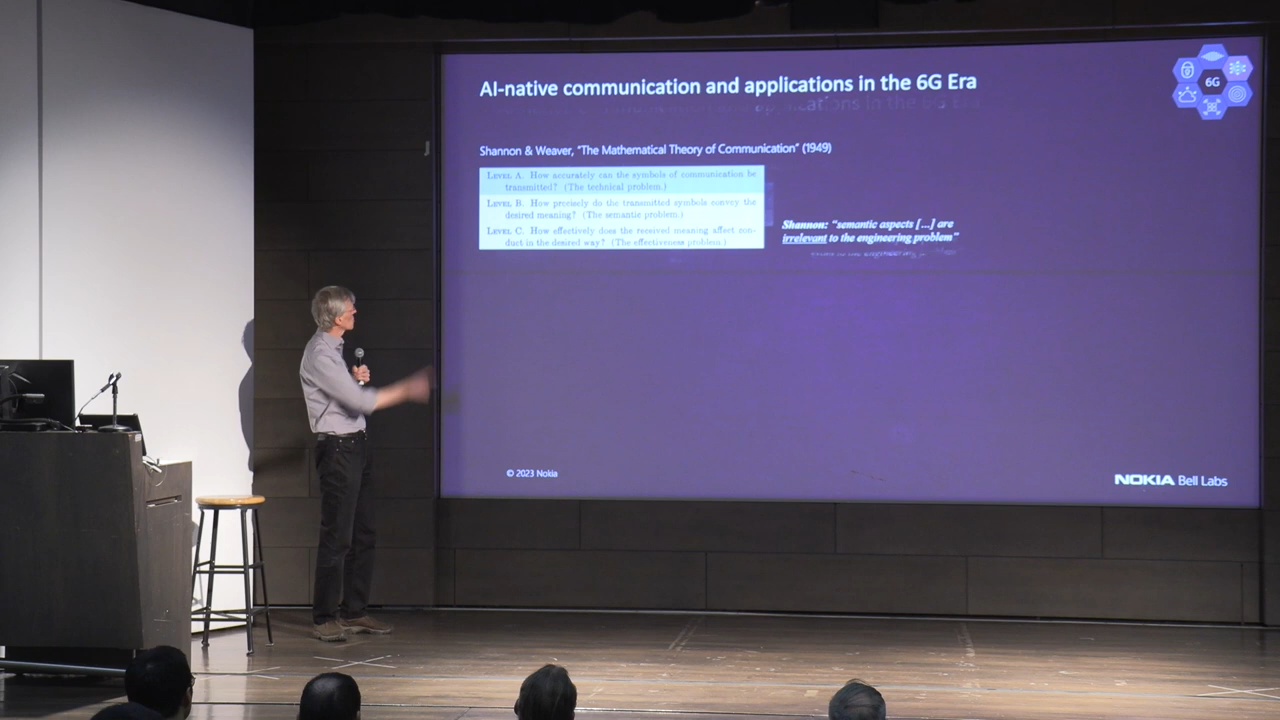 AI-native communication and applications in the 6G Era
6G
Shannon & Weaver, "The Mathematical Theory of Communication" (1949)
LEVEL A. How accurately can the symbols of communication be
transmitted? (The technical problem.)
LEVEL B. How precisely do the transmitted symbols convey the
desired meaning? (The semantic problem.)
LEVEL C. How effectively does the received meaning affect con-
duct in the desired way? (The effectiveness problem.)
Shannon: "semantic aspects [...] are
irrelevant to the engineering problem"
© 2023 Nokia
NOKIA Bell Labs